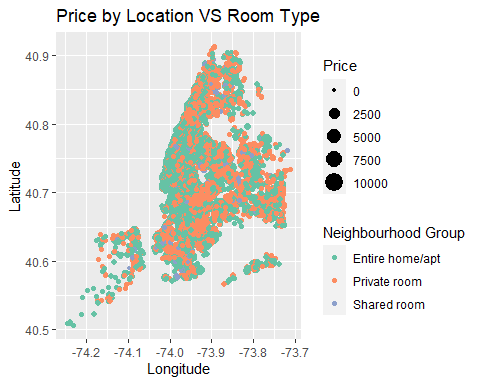 Price by Location VS Room Type
40.9
40.8
40.7
40.6
40.5
Latitude
-74.2 -74.1 -74.0 -73.9 -73.8 -73.7
Longitude
Price
0
2500
5000
7500
10000
Neighbourhood Group
Entire home/apt
Private room
Shared room